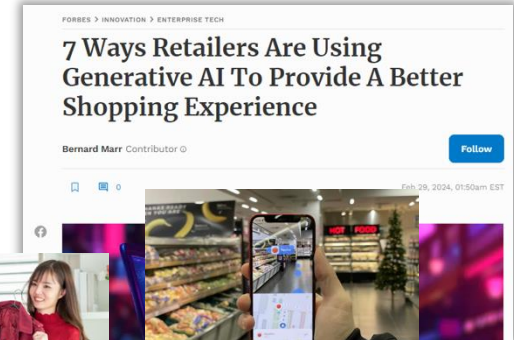 FORBES > INNOVATION > ENTERPRISE TECH
7 Ways Retailers Are Using
Generative AI To Provide A Better
Shopping Experience
Bernard Marr Contributor
Follow
0
Feb 29, 2024, 01:50am EST
HOT FOOD